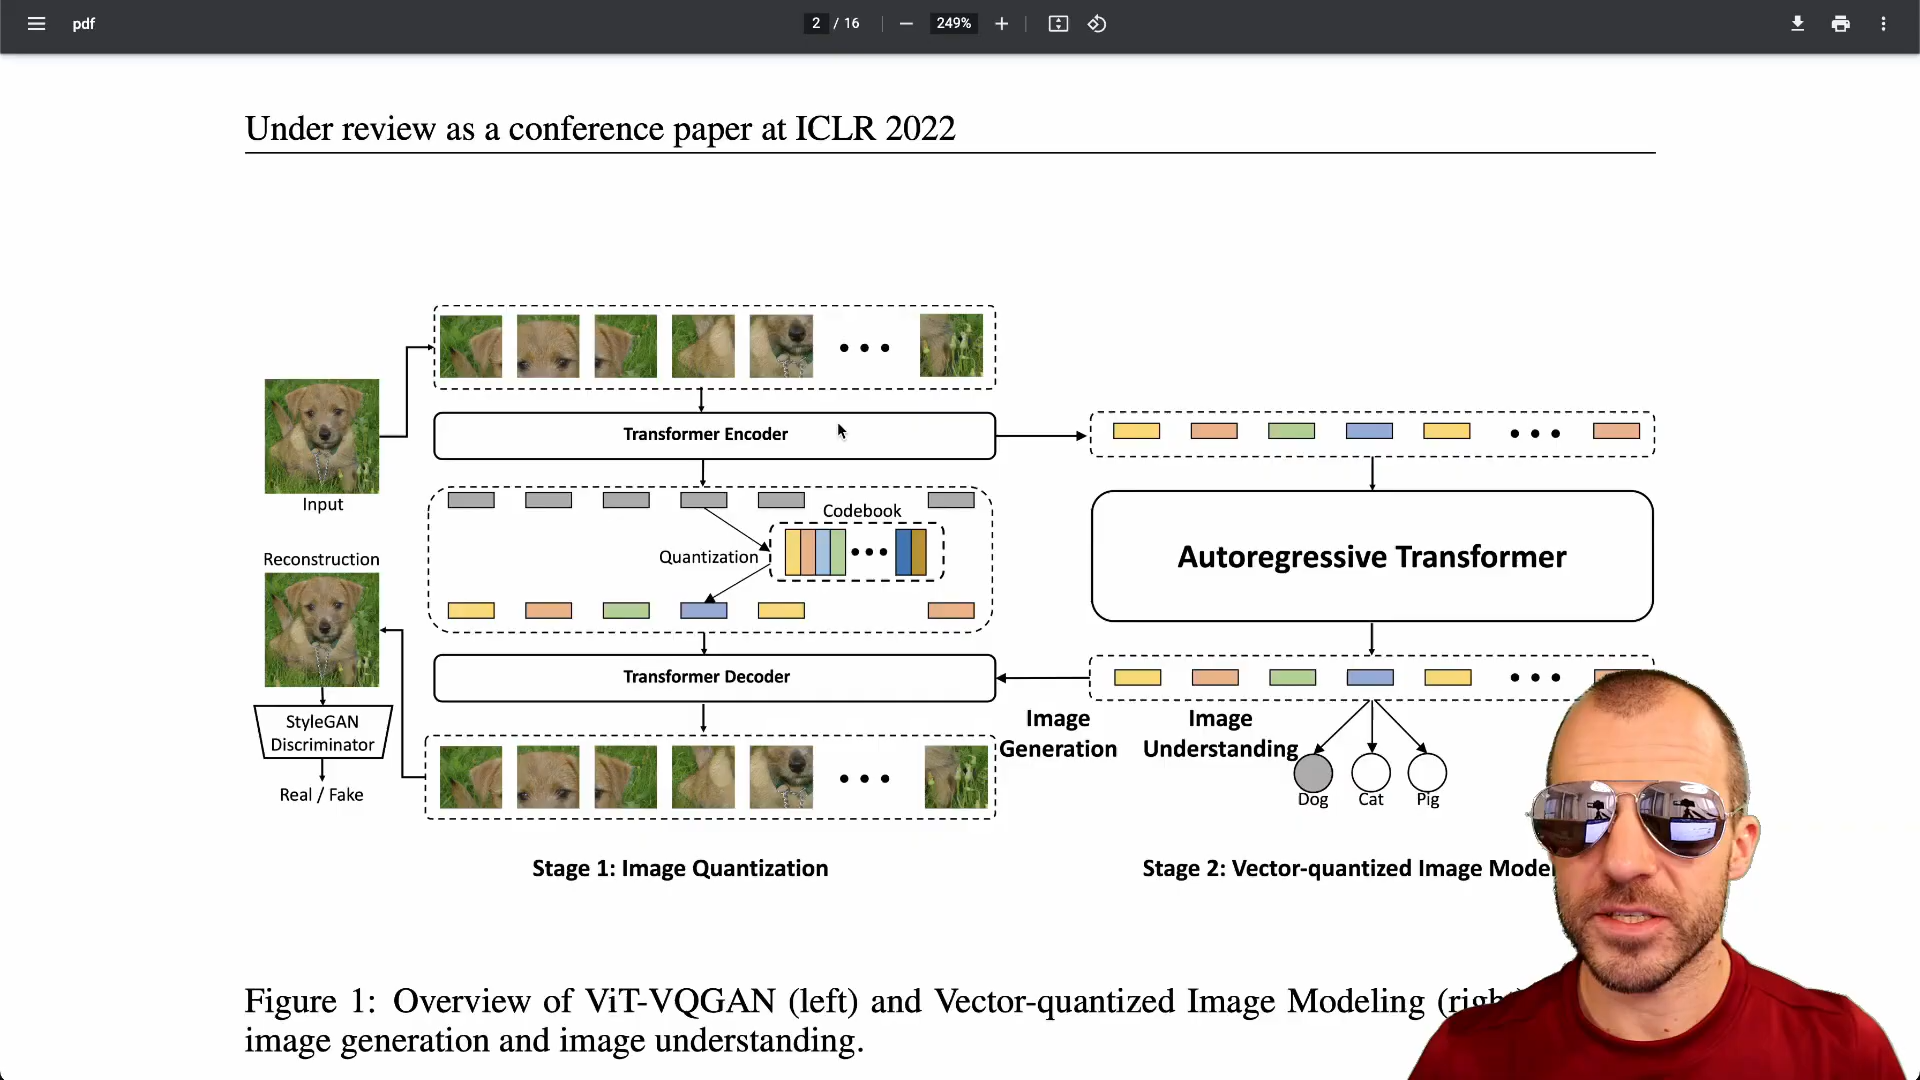 pdf
2 / 16
249%
Under review as a conference paper at ICLR 2022
Transformer Encoder
Input
Codebook
Quantization
Reconstruction
Transformer Decoder
StyleGAN
Discriminator
Real / Fake
Stage 1: Image Quantization
Autoregressive Transformer
Image
Generation
Image
Understanding
Dog
Cat
Pig
Stage 2: Vector-quantized Image
Figure 1: Overview of ViT-VQGAN (left) and Vector-quantized Image Modeling
image generation and image understanding.